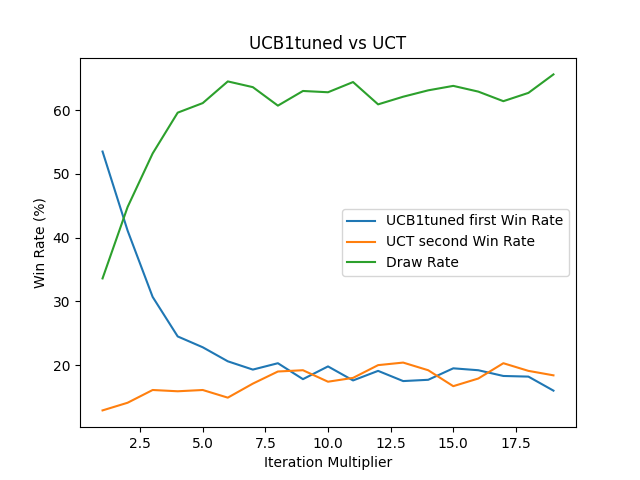 UCB1tuned vs UCT
Win Rate (%)
60
50
40
30
20
UCB1tuned first Win Rate
UCT second Win Rate
Draw Rate
2.5 5.0 7.5 10.0 12.5 15.0 17.5
Iteration Multiplier